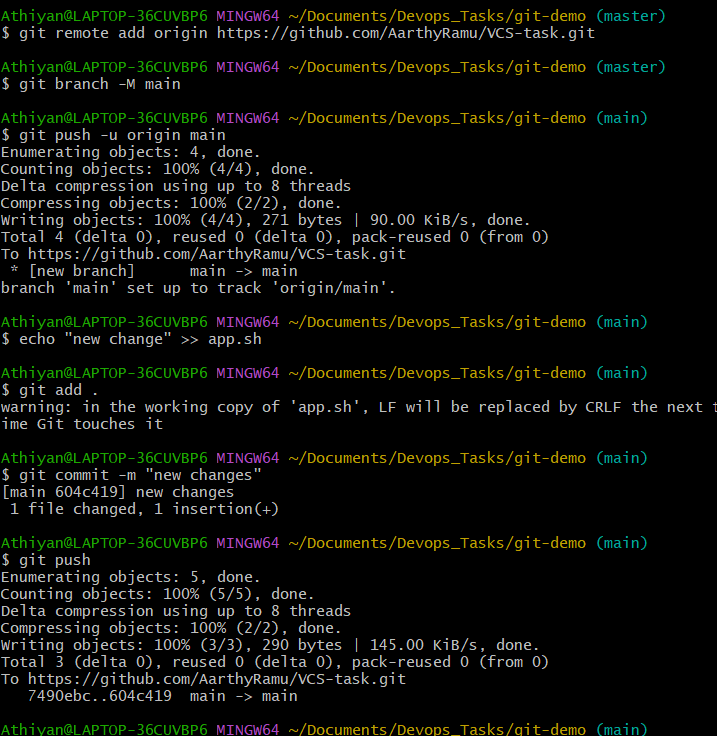 Athiyan@LAPTOP-36CUVBP6 MINGW64 ~/Documents/Devops_Tasks/git-demo (master)
$ git remote add origin https://github.com/AarthyRamu/VCS-task.git
Athiyan@LAPTOP-36CUVBP6 MINGW64 ~/Documents/Devops_Tasks/git-demo (master)
$ git branch -M main
Athiyan@LAPTOP-36CUVBP6 MINGW64 ~/Documents/Devops_Tasks/git-demo (main)
$ git push -u origin main
Enumerating objects: 4, done.
Counting objects: 100% (4/4), done.
Delta compression using up to 8 threads
Compressing objects: 100% (2/2), done.
Writing objects: 100% (4/4), 271 bytes | 90.00 KiB/s, done.
Total 4 (delta 0), reused 0 (delta 0), pack-reused 0 (from 0)
To https://github.com/AarthyRamu/VCS-task.git
 * [new branch]      main -> main
branch 'main' set up to track 'origin/main'.
Athiyan@LAPTOP-36CUVBP6 MINGW64 ~/Documents/Devops_Tasks/git-demo (main)
$ echo "new change" >> app.sh
Athiyan@LAPTOP-36CUVBP6 MINGW64 ~/Documents/Devops_Tasks/git-demo (main)
$ git add .
warning: in the working copy of 'app.sh', LF will be replaced by CRLF the next t
ime Git touches it
Athiyan@LAPTOP-36CUVBP6 MINGW64 ~/Documents/Devops_Tasks/git-demo (main)
$ git commit -m "new changes"
[main 604c419] new changes
 1 file changed, 1 insertion(+)
Athiyan@LAPTOP-36CUVBP6 MINGW64 ~/Documents/Devops_Tasks/git-demo (main)
$ git push
Enumerating objects: 5, done.
Counting objects: 100% (5/5), done.
Delta compression using up to 8 threads
Compressing objects: 100% (2/2), done.
Writing objects: 100% (3/3), 290 bytes | 145.00 KiB/s, done.
Total 3 (delta 0), reused 0 (delta 0), pack-reused 0 (from 0)
To https://github.com/AarthyRamu/VCS-task.git
   7490ebc..604c419  main -> main
Athiyan@LAPTOP-36CUVBP6 MINGW64 ~/Documents/Devops_Tasks/git-demo (main)